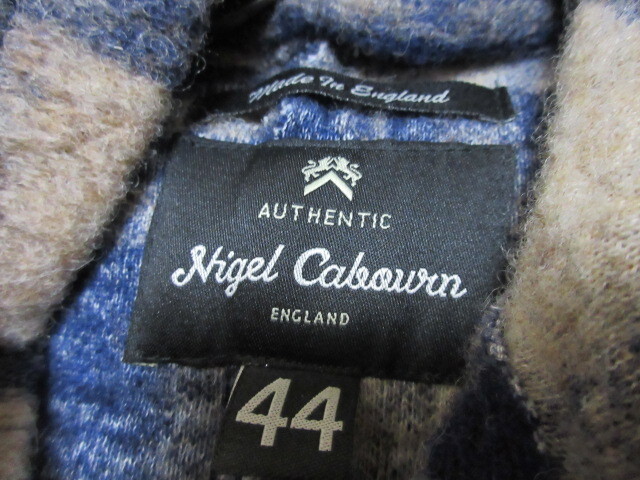 Made In England
AUTHENTIC
Nigel Cabourn
ENGLAND
44